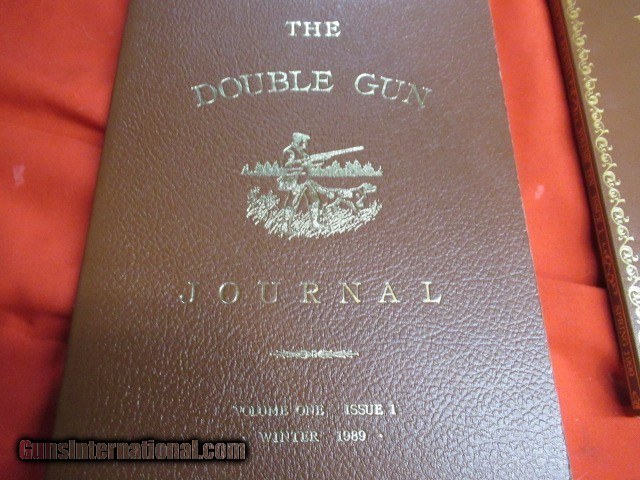 THE
DOUBLE GUN
JOURNAL
VOLUME ONE ISSUE 1
WINTER 1989
GunsInternational.com